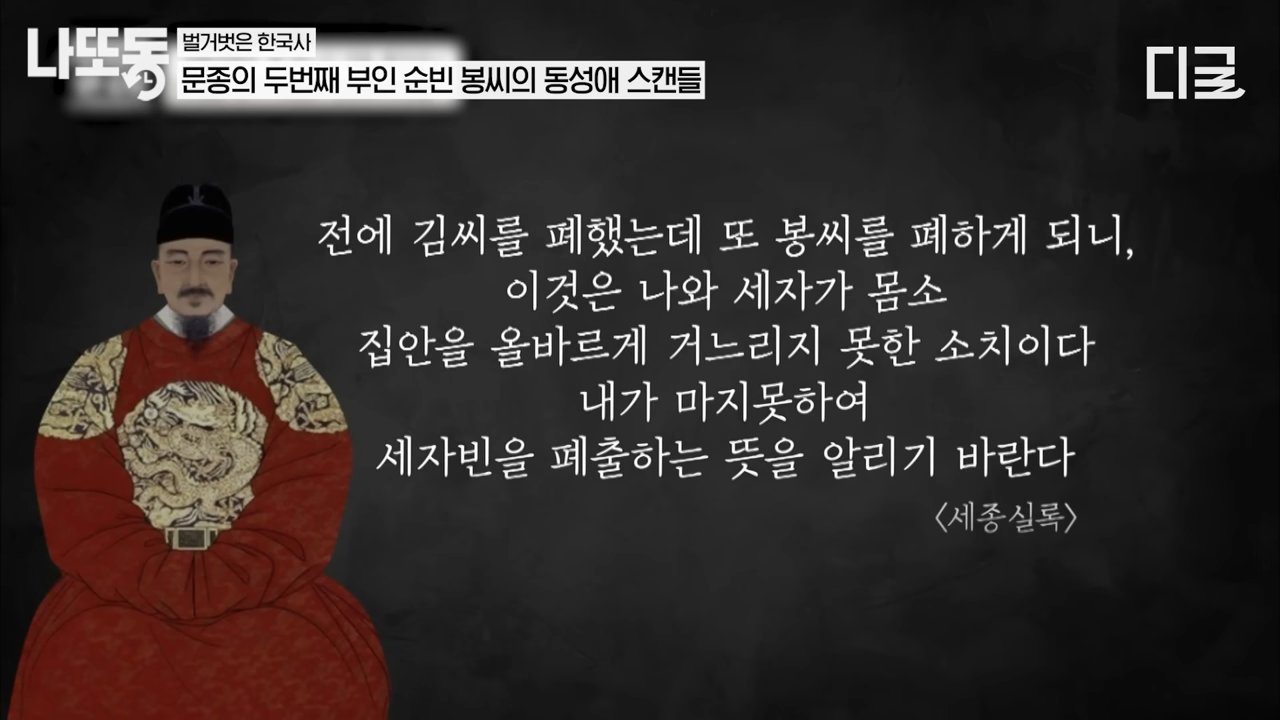 나또동
벌거벗은 한국사
문종의 두번째 부인 순빈 봉씨의 동성애 스캔들
디글
전에 김씨를 폐했는데 또 봉씨를 폐하게 되니,
이것은 나와 세자가 몸소
집안을 올바르게 거느리지 못한 소치이다
내가 마지못하여
세자빈을 폐출하는 뜻을 알리기 바란다
〈세종실록〉